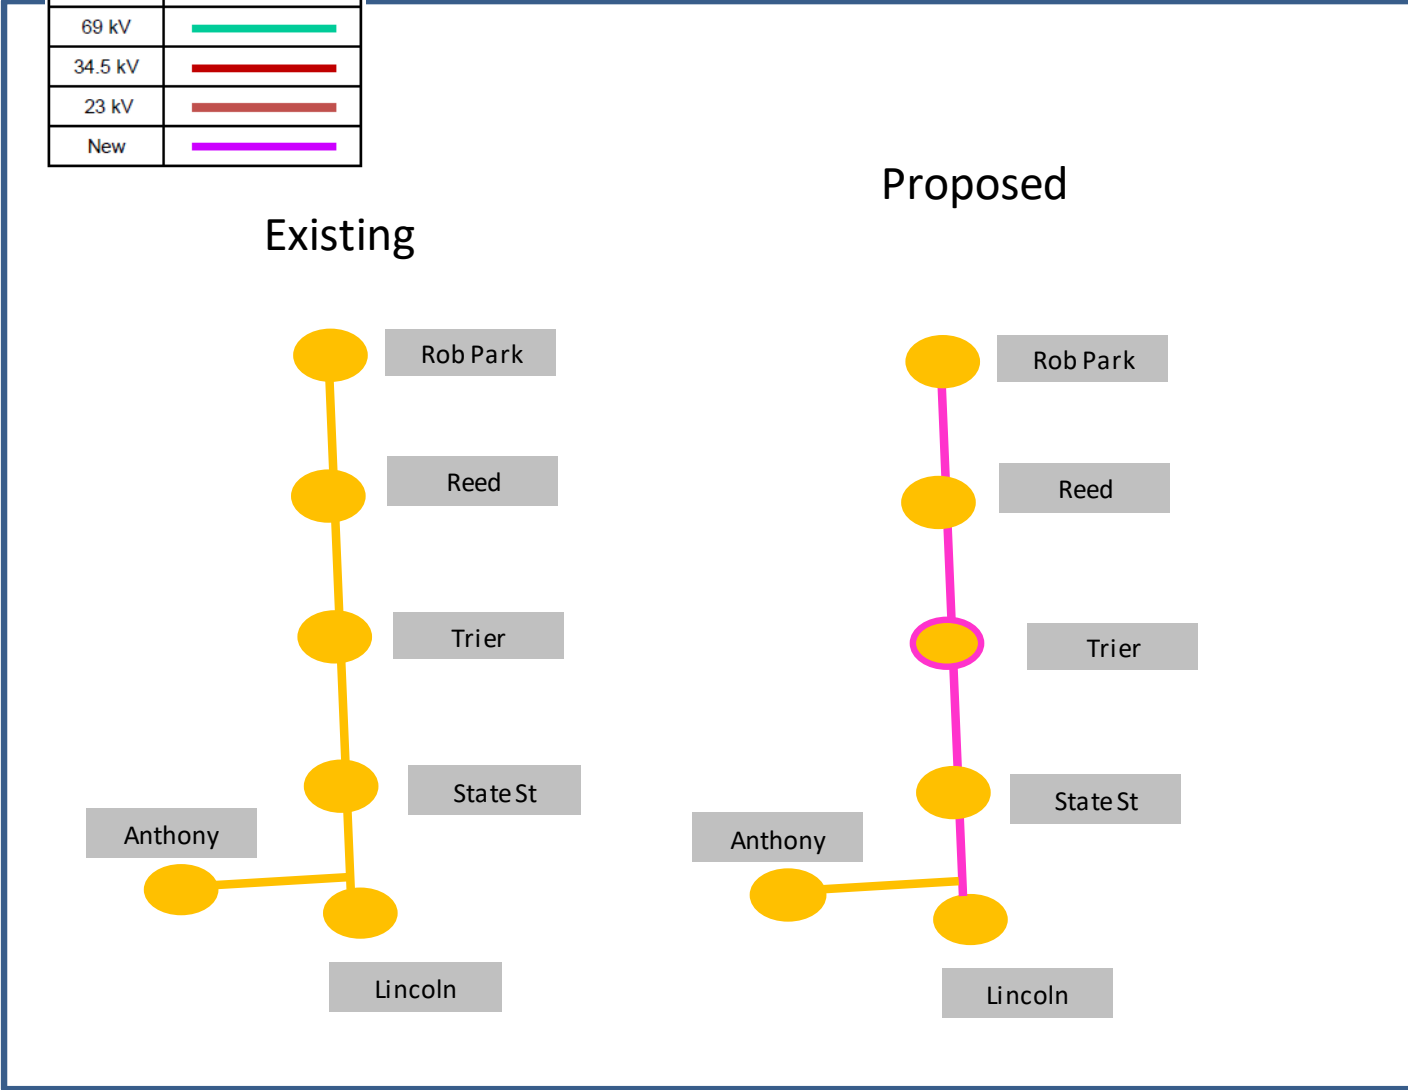 69 kV
34.5 kV
23 kV
New
Existing
Rob Park
Reed
Trier
State St
Anthony
Lincoln
Proposed
Rob Park
Reed
Trier
State St
Anthony
Lincoln